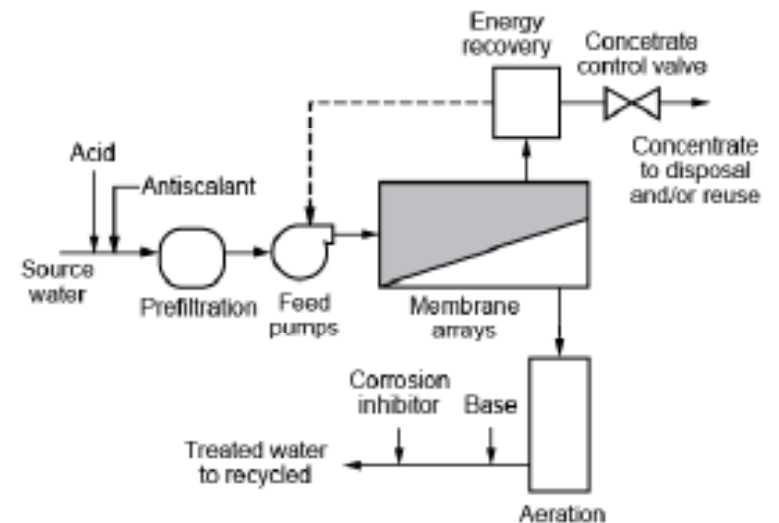 Energy
recovery
Concetrate
control valve
Acid
Antiscalant
Concentrate
to disposal
and/or reuse
Source
water
Prefiltration
Feed
pumps
Membrane
arrays
Corrosion
inhibitor
Base
Treated water
to recycled
Aeration